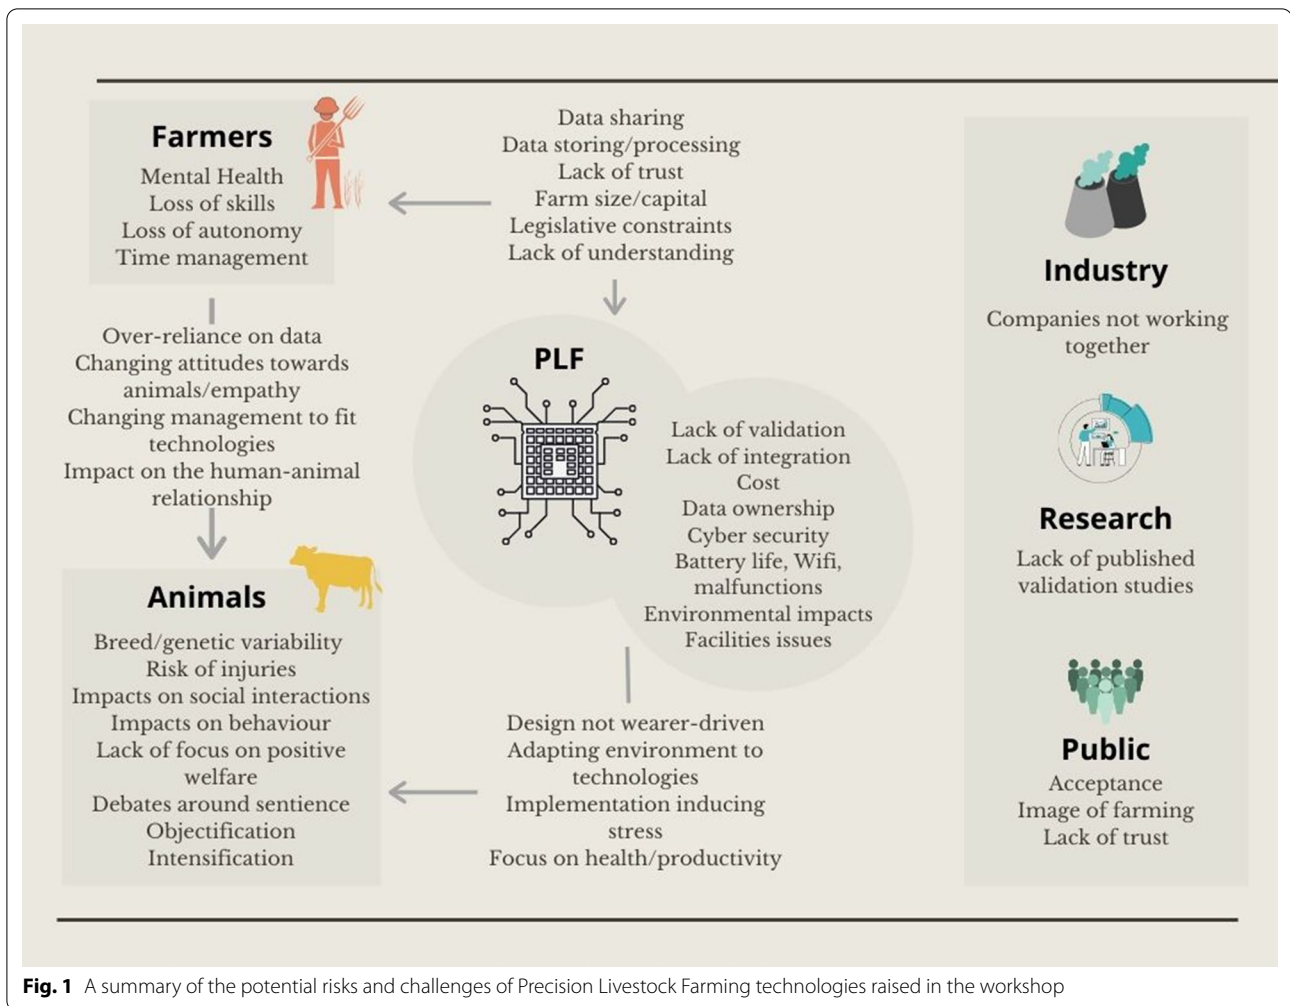 Farmers
Mental Health
Loss of skills
Loss of autonomy
Time management
Data sharing
Data storing/processing
Lack of trust
Farm size/capital
Legislative constraints
Lack of understanding
Over-reliance on data
Changing attitudes towards
animals/empathy
Changing management to fit
technologies
Impact on the human-animal
relationship
PLF
Lack of validation
Lack of integration
Cost
Data ownership
Cyber security
Battery life, Wifi,
malfunctions
Environmental impacts
Facilities issues
Animals
Breed/genetic variability
Risk of injuries
Impacts on social interactions
Impacts on behaviour
Lack of focus on positive
welfare
Debates around sentience
Objectification
Intensification
Design not wearer-driven
Adapting environment to
technologies
Implementation inducing
stress
Focus on health/productivity
Industry
Companies not working
together
Research
Lack of published
validation studies
Public
Acceptance
Image of farming
Lack of trust
Fig. 1 A summary of the potential risks and challenges of Precision Livestock Farming technologies raised in the workshop